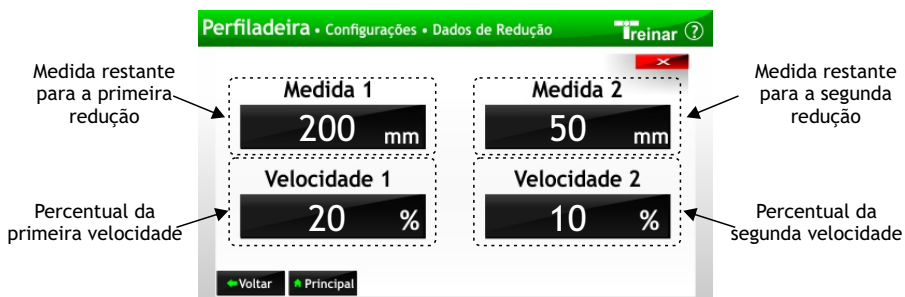 Perfiladeira • Configurações • Dados de Redução
Treinar ?
Medida restante
para a primeira
redução
Medida 1
200 mm
Medida 2
50 mm
Medida restante
para a segunda
redução
Percentual da
primeira velocidade
Velocidade 1
20 %
Velocidade 2
10 %
Percentual da
segunda velocidade
Voltar
Principal